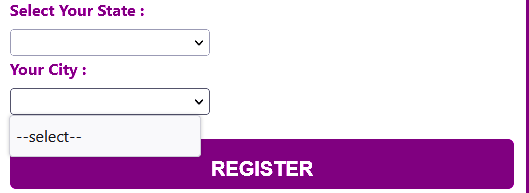 Select Your State :
Your City :
--select--
REGISTER